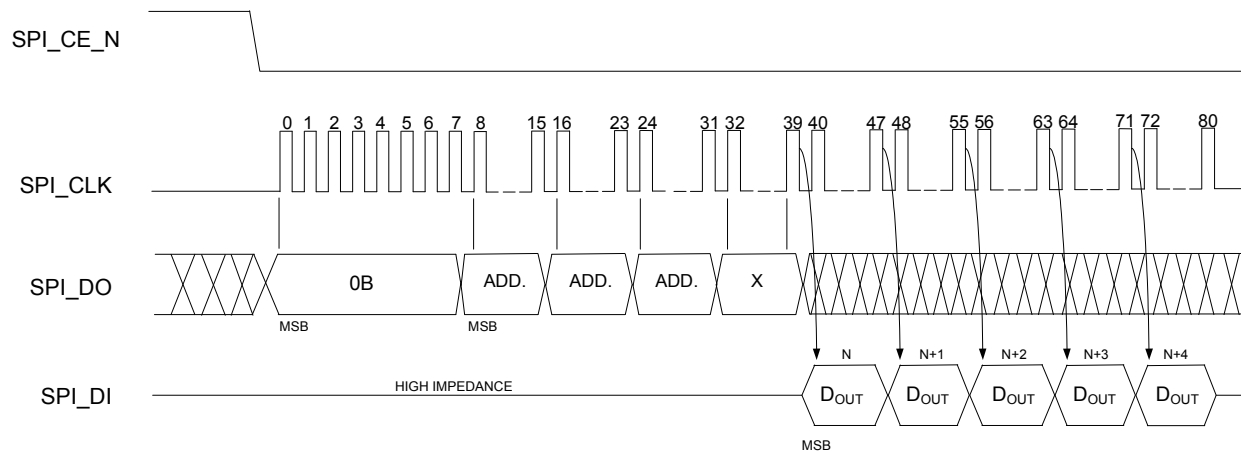 SPI_CE_N
0 1 2 3 4 5 6 7 8 15 16 23 24 31 32 39 40 47 48 55 56 63 64 71 72 80
SPI_CLK
SPI_DO
0B ADD. ADD. ADD. X
MSB MSB
N N+1 N+2 N+3 N+4
SPI_DI
HIGH IMPEDANCE
DOUT DOUT DOUT DOUT DOUT
MSB